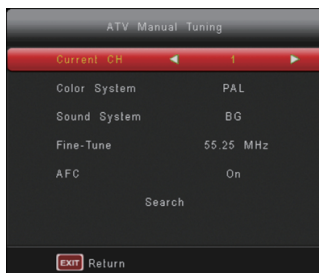 ATV Manual Tuning
Current CH 1
Color System PAL
Sound System BG
Fine-Tune 55.25 MHz
AFC On
Search
EXIT Return